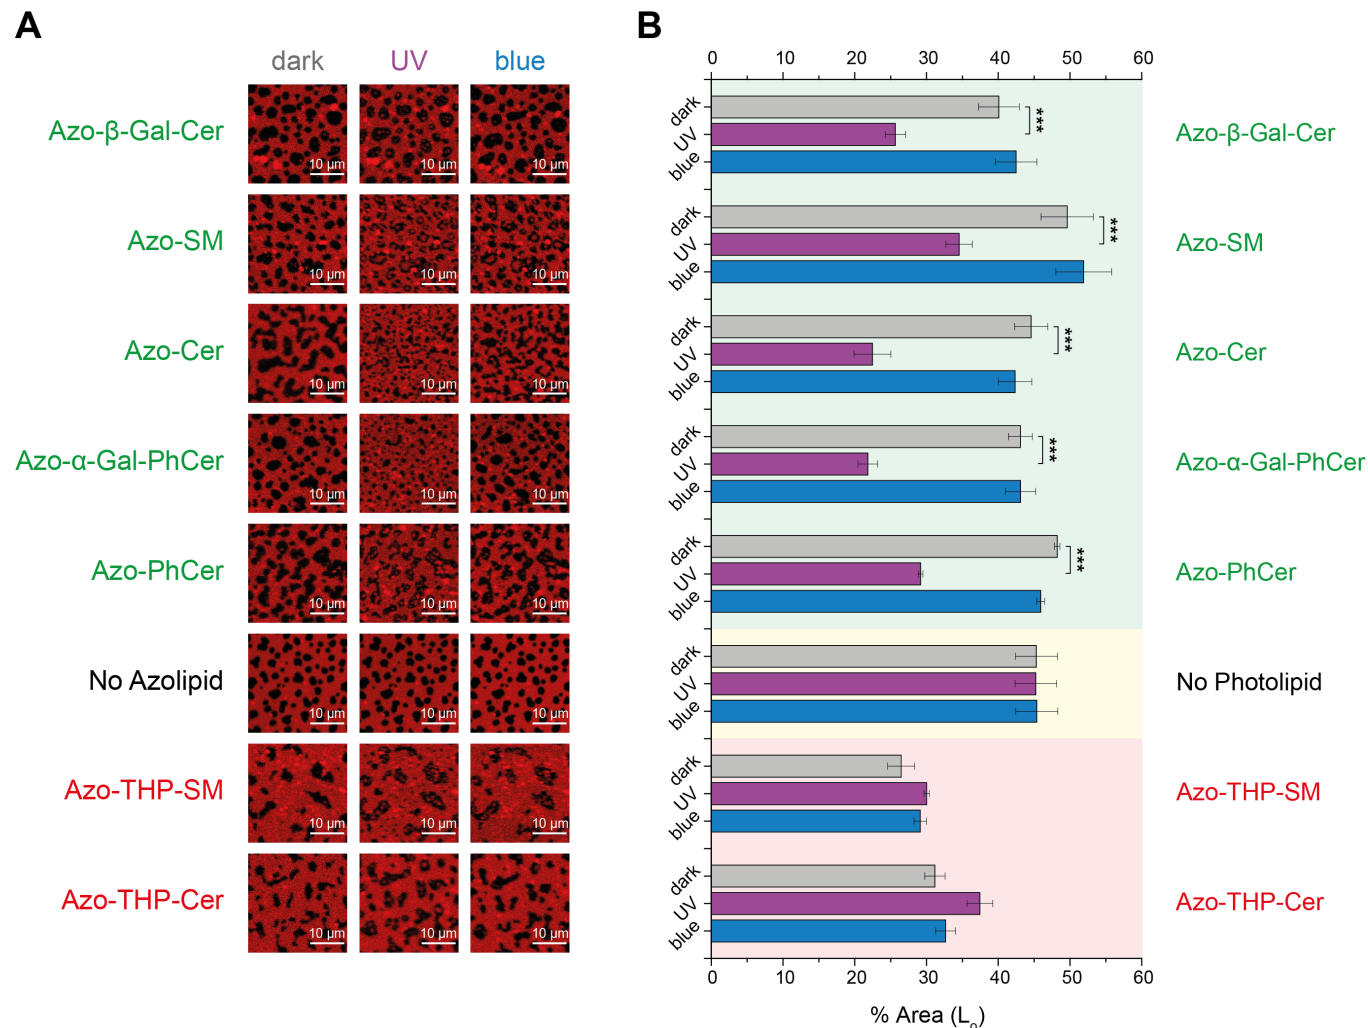 A
dark UV blue
Azo-β-Gal-Cer
10 µm 10 µm 10 µm
Azo-SM
10 µm 10 µm 10 µm
Azo-Cer
10 µm 10 µm 10 µm
Azo-α-Gal-PhCer
10 µm 10 µm 10 µm
Azo-PhCer
10 µm 10 µm 10 µm
No Azolipid
10 µm 10 µm 10 µm
Azo-THP-SM
10 µm 10 µm 10 µm
Azo-THP-Cer
10 µm 10 µm 10 µm
B
0 10 20 30 40 50 60
dark
UV
blue
***
Azo-β-Gal-Cer
dark
UV
blue
***
Azo-SM
dark
UV
blue
***
Azo-Cer
dark
UV
blue
***
Azo-α-Gal-PhCer
dark
UV
blue
***
Azo-PhCer
dark
UV
blue
No Photolipid
dark
UV
blue
Azo-THP-SM
dark
UV
blue
Azo-THP-Cer
0 10 20 30 40 50 60
% Area (Lo)